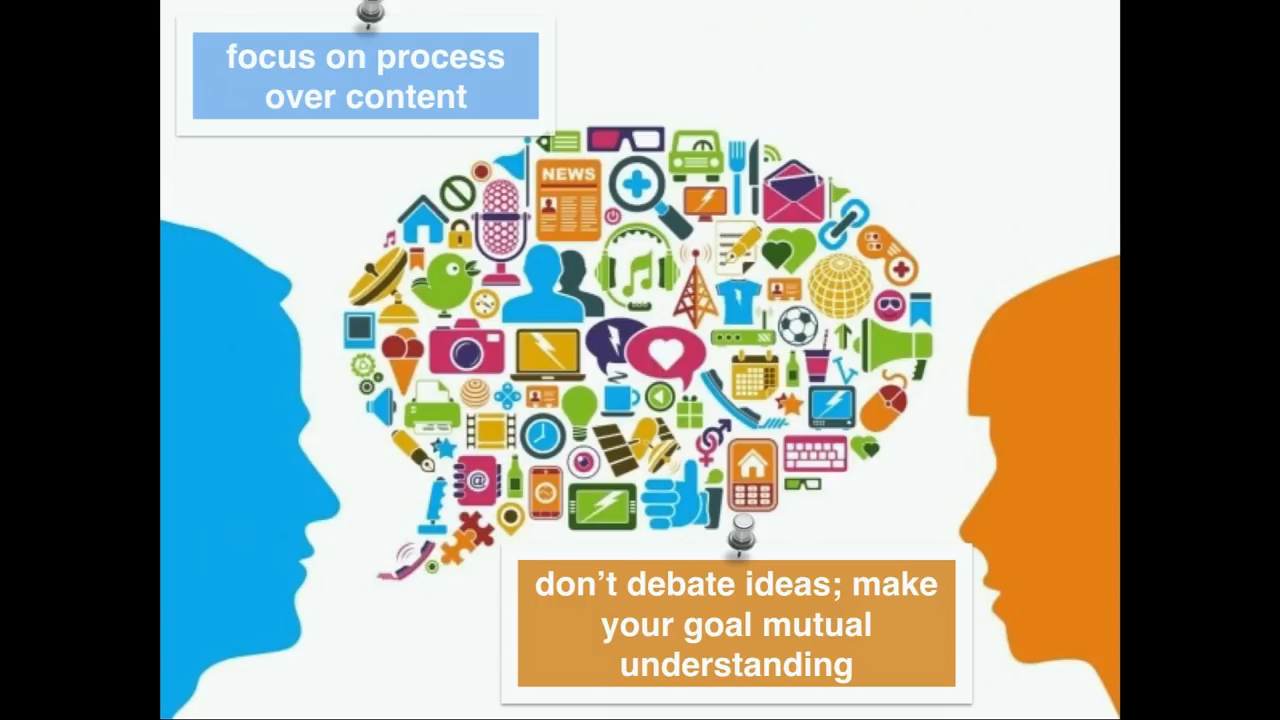 focus on process
over content
NEWS
@
don’t debate ideas; make
your goal mutual
understanding